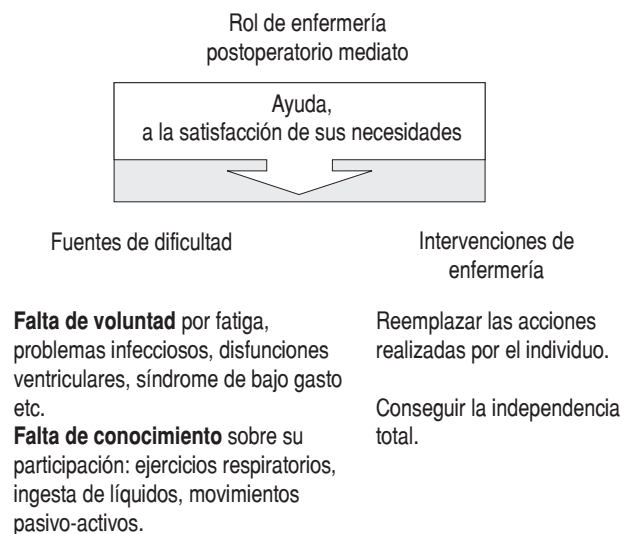 Rol de enfermería
postoperatorio mediato
Ayuda,
a la satisfacción de sus necesidades
Fuentes de dificultad
Falta de voluntad por fatiga,
problemas infecciosos, disfunciones
ventriculares, síndrome de bajo gasto
etc.
Falta de conocimiento sobre su
participación: ejercicios respiratorios,
ingesta de líquidos, movimientos
pasivo-activos.
Intervenciones de
enfermería
Reemplazar las acciones
realizadas por el individuo.
Conseguir la independencia
total.